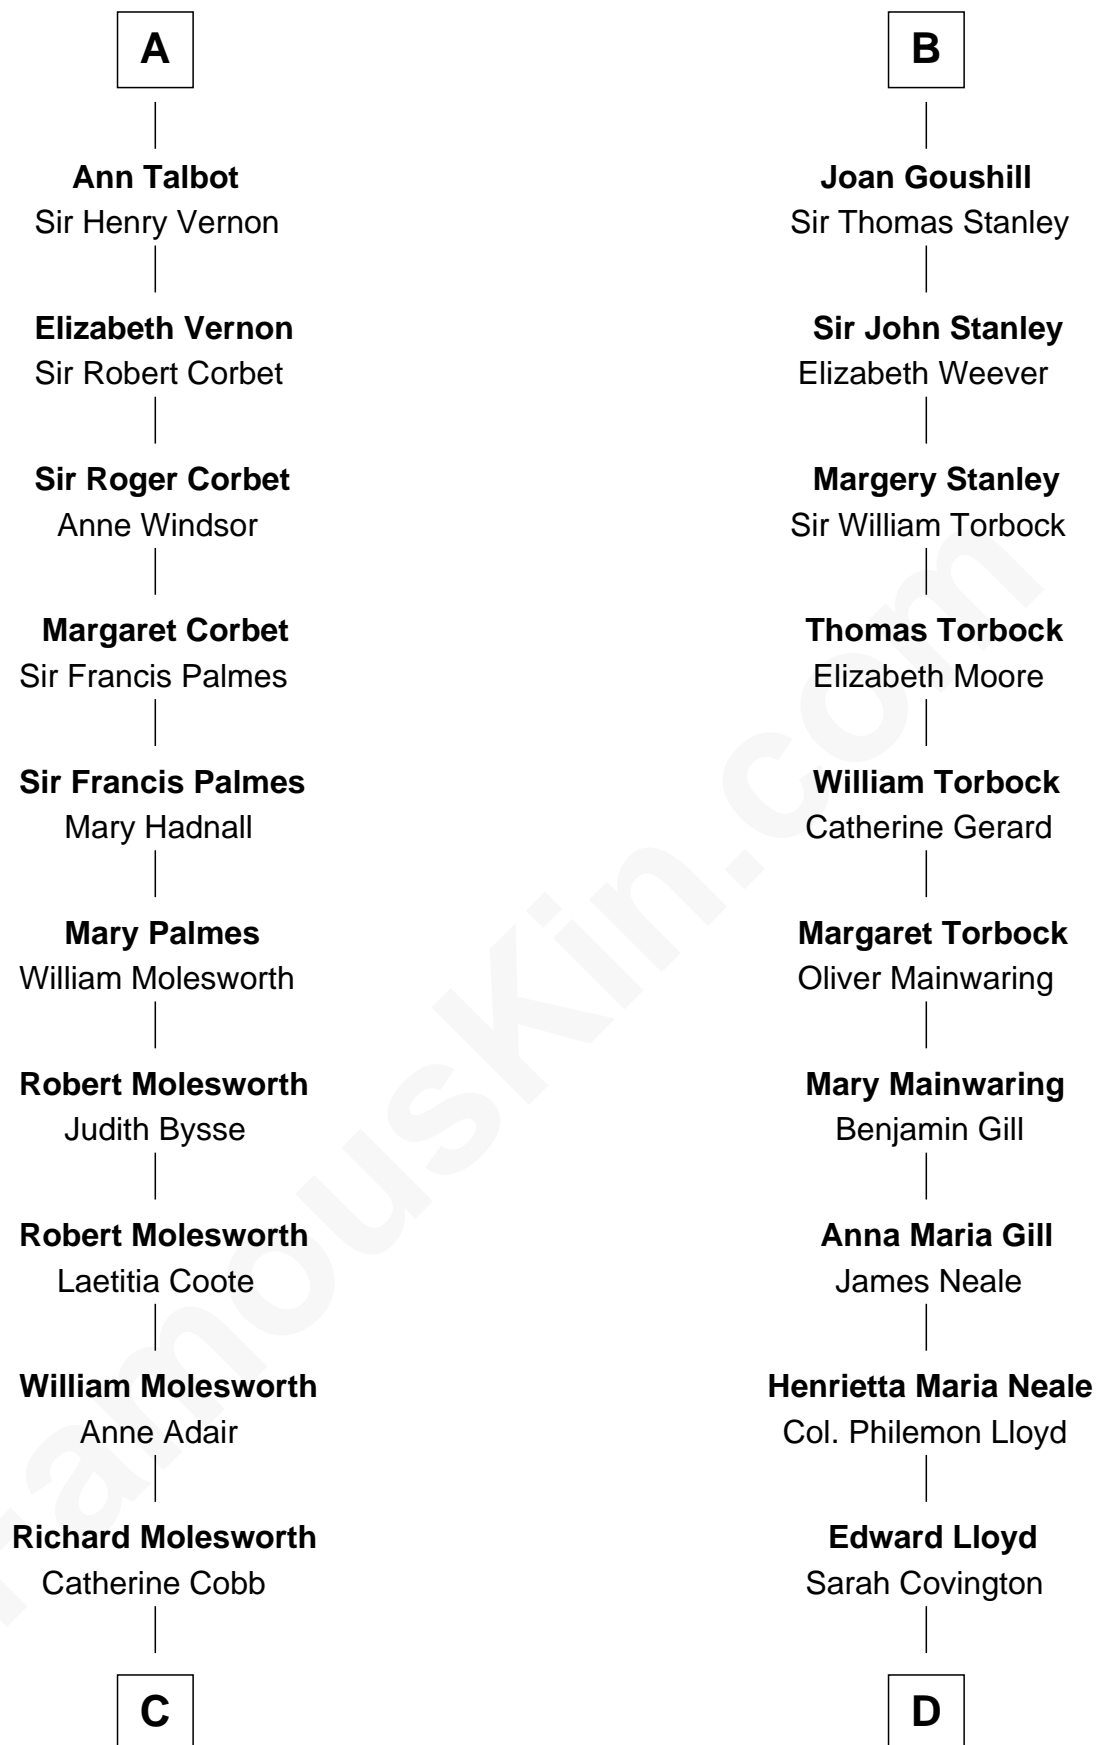 A
Ann Talbot
Sir Henry Vernon
Elizabeth Vernon
Sir Robert Corbet
Sir Roger Corbet
Anne Windsor
Margaret Corbet
Sir Francis Palmes
Sir Francis Palmes
Mary Hadnall
Mary Palmes
William Molesworth
Robert Molesworth
Judith Bysse
Robert Molesworth
Laetitia Coote
William Molesworth
Anne Adair
Richard Molesworth
Catherine Cobb
C
B
Joan Goushill
Sir Thomas Stanley
Sir John Stanley
Elizabeth Weever
Margery Stanley
Sir William Torbock
Thomas Torbock
Elizabeth Moore
William Torbock
Catherine Gerard
Margaret Torbock
Oliver Mainwaring
Mary Mainwaring
Benjamin Gill
Anna Maria Gill
James Neale
Henrietta Maria Neale
Col. Philemon Lloyd
Edward Lloyd
Sarah Covington
D
FamousKin.com